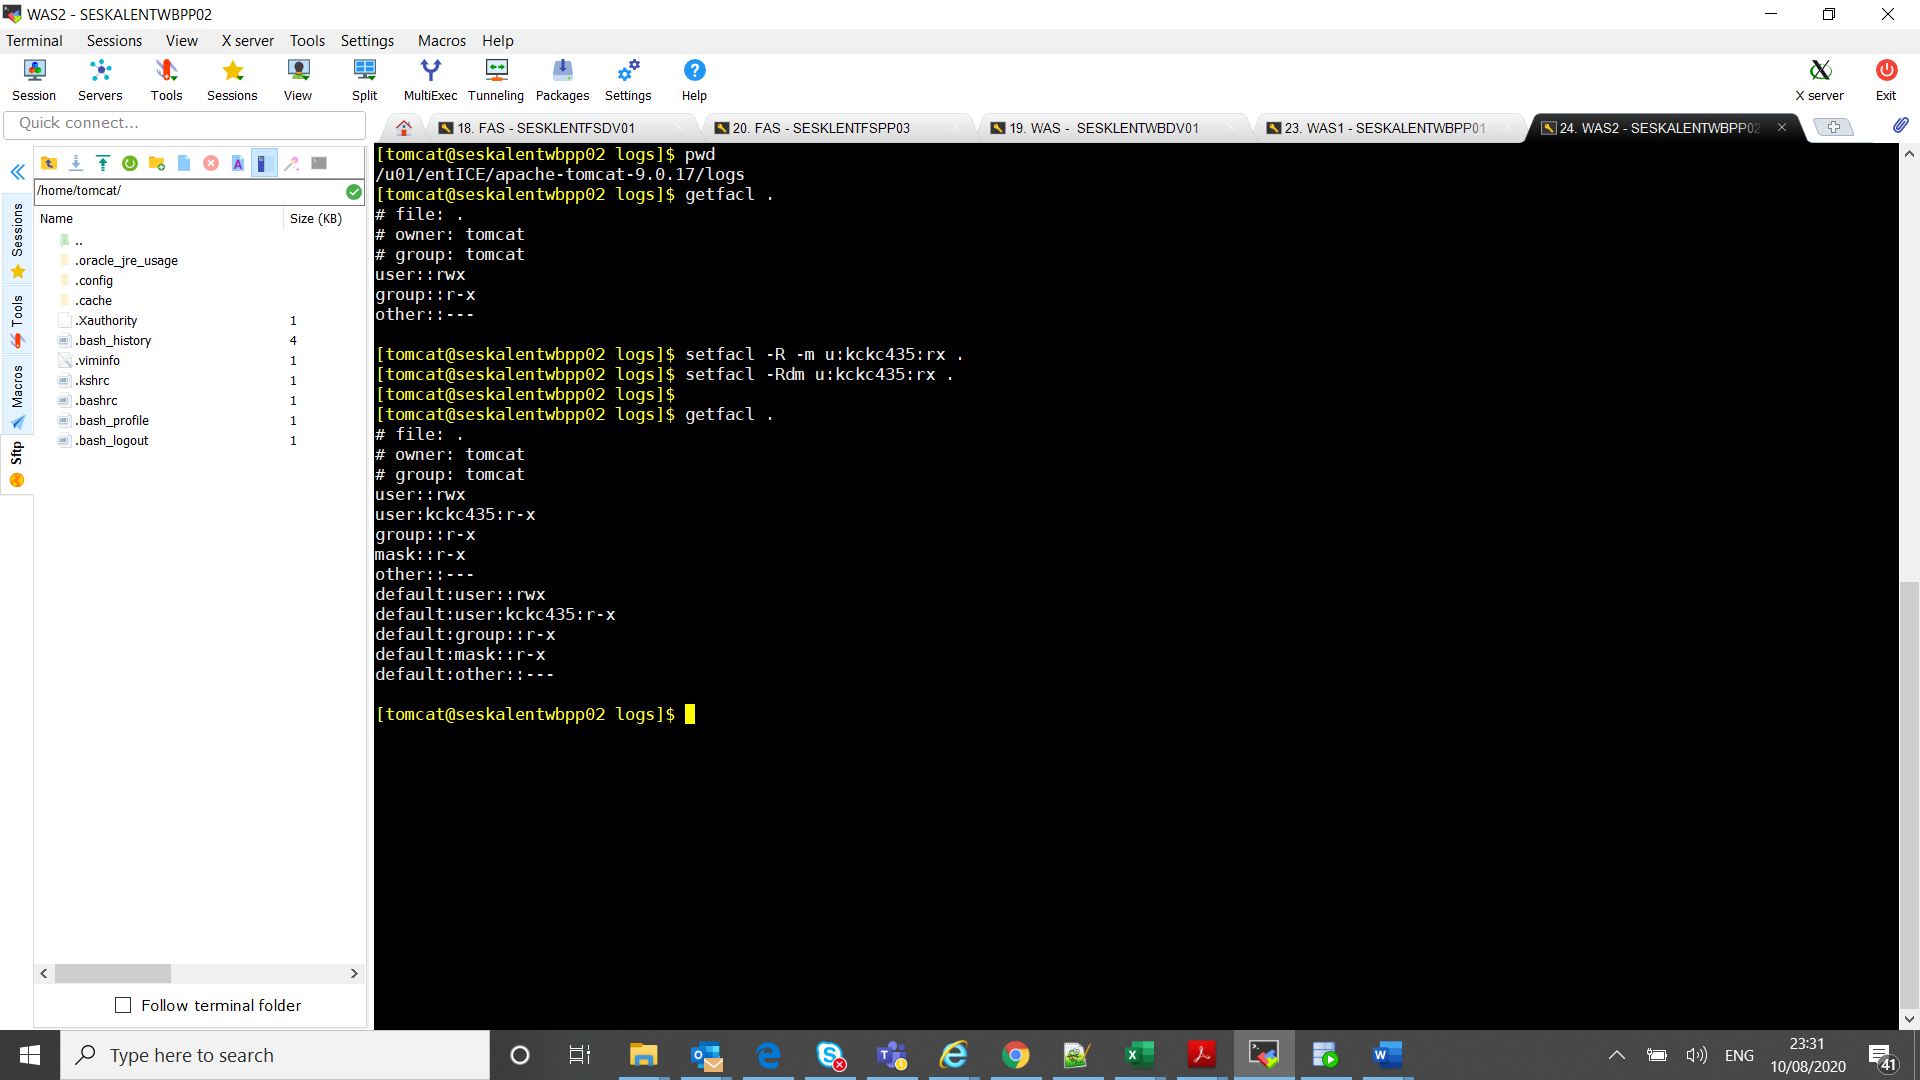 WAS2 - SESKALENTWBPP02
Terminal Sessions View X server Tools Settings Macros Help
Session Servers Tools Sessions View Split MultiExec Tunneling Packages Settings Help X server Exit
Quick connect...
18. FAS - SESKLENTFSDV01
20. FAS - SESKLENTFSPP03
19. WAS - SESKLENTWBDV01
23. WAS1 - SESKALENTWBPP01
24. WAS2 - SESKALENTWBPP02
Sessions
Tools
Macros
Sftp
/home/tomcat/
Name Size (KB)
..
.oracle_jre_usage
.config
.cache
.Xauthority 1
.bash_history 4
.viminfo 1
.kshrc 1
.bashrc 1
.bash_profile 1
.bash_logout 1
Follow terminal folder
[tomcat@seskalentwbpp02 logs]$ pwd
/u01/entICE/apache-tomcat-9.0.17/logs
[tomcat@seskalentwbpp02 logs]$ getfacl .
# file: .
# owner: tomcat
# group: tomcat
user::rwx
group::r-x
other::---
[tomcat@seskalentwbpp02 logs]$ setfacl -R -m u:kckc435:rx .
[tomcat@seskalentwbpp02 logs]$ setfacl -Rdm u:kckc435:rx .
[tomcat@seskalentwbpp02 logs]$
[tomcat@seskalentwbpp02 logs]$ getfacl .
# file: .
# owner: tomcat
# group: tomcat
user::rwx
user:kckc435:r-x
group::r-x
mask::r-x
other::---
default:user::rwx
default:user:kckc435:r-x
default:group::r-x
default:mask::r-x
default:other::---
[tomcat@seskalentwbpp02 logs]$
Type here to search
ENG
23:31
10/08/2020
41